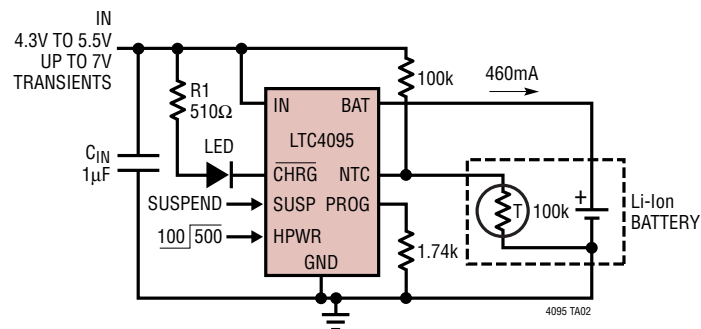 IN
4.3V TO 5.5V
UP TO 7V
TRANSIENTS
R1
510Ω
100k
460mA
IN
BAT
LTC4095
CIN
1µF
LED
CHRG
NTC
SUSPEND
SUSP
PROG
T
100k
+
Li-Ion
BATTERY
100
500
HPWR
1.74k
GND
4095 TA02